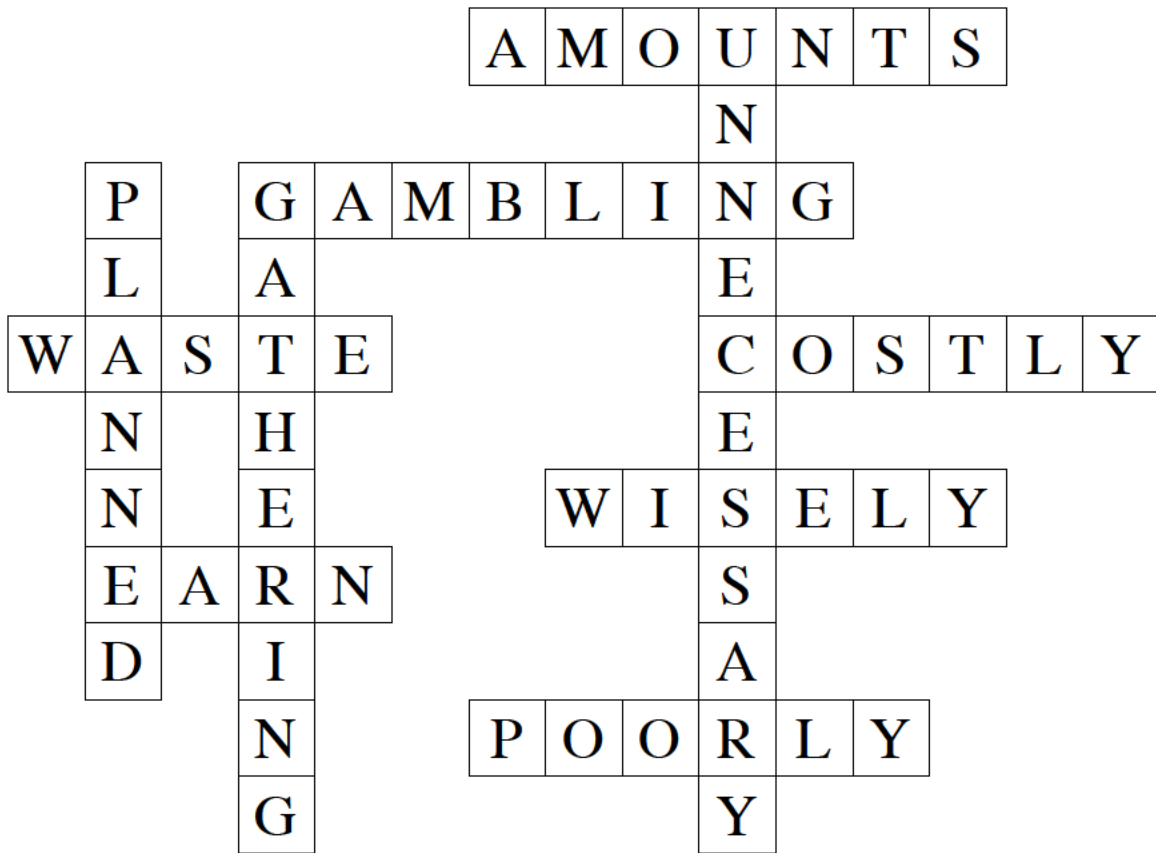 AMOUNTS
N
P GAMBLING
L A E
WASTE COSTLY
N H E
N E WISELY
EARN S
D I A
N POORLY
G Y